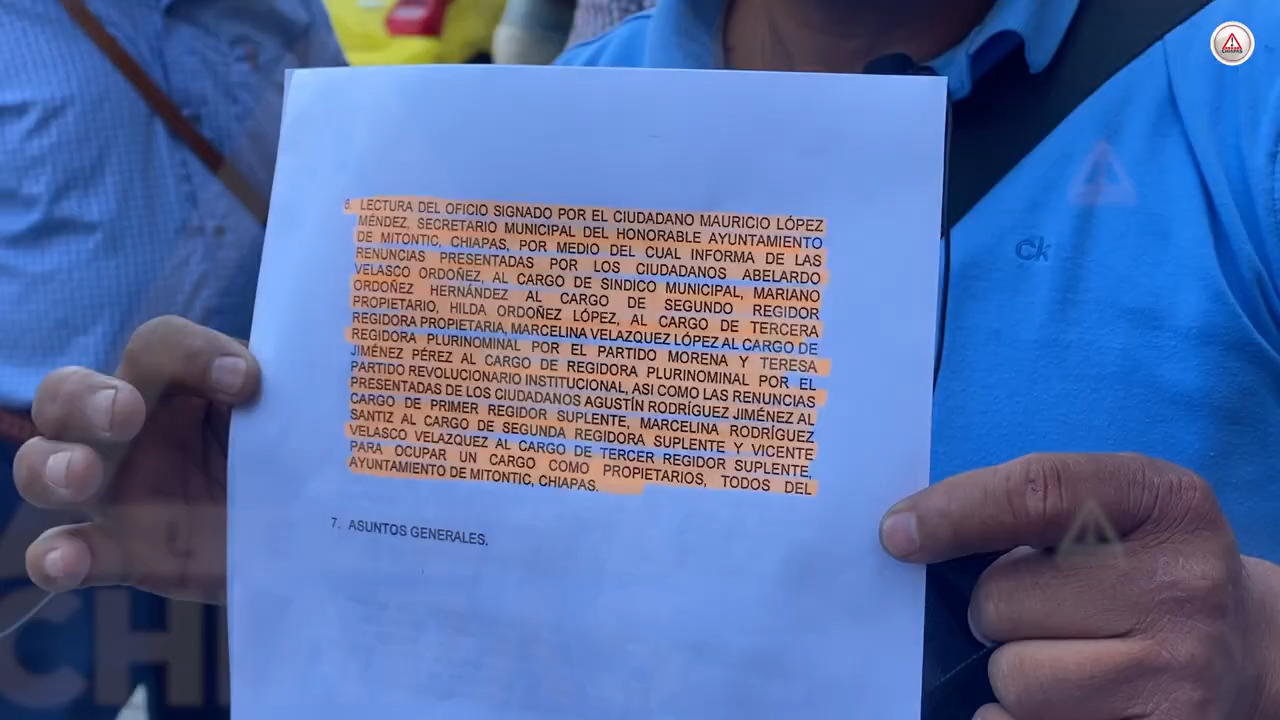 6. LECTURA DEL OFICIO SIGNADO POR EL CIUDADANO MAURICIO LÓPEZ
MÉNDEZ, SECRETARIO MUNICIPAL DEL HONORABLE AYUNTAMIENTO
DE MITONTIC, CHIAPAS, POR MEDIO DEL CUAL INFORMA DE LAS
RENUNCIAS PRESENTADAS POR LOS CIUDADANOS ABELARDO
VELASCO ORDOÑEZ, AL CARGO DE SINDICO MUNICIPAL, MARIANO
ORDOÑEZ HERNÁNDEZ AL CARGO DE SEGUNDO REGIDOR
PROPIETARIO, HILDA ORDOÑEZ LÓPEZ, AL CARGO DE TERCERA
REGIDORA PROPIETARIA, MARCELINA VELAZQUEZ LÓPEZ AL CARGO DE
REGIDORA PLURINOMINAL POR EL PARTIDO MORENA Y TERESA
JIMÉNEZ PÉREZ AL CARGO DE REGIDORA PLURINOMINAL POR EL
PARTIDO REVOLUCIONARIO INSTITUCIONAL, ASI COMO LAS RENUNCIAS
PRESENTADAS DE LOS CIUDADANOS AGUSTÍN RODRÍGUEZ JIMÉNEZ AL
CARGO DE PRIMER REGIDOR SUPLENTE, MARCELINA RODRÍGUEZ
SANTIZ AL CARGO DE SEGUNDA REGIDORA SUPLENTE Y VICENTE
VELASCO VELAZQUEZ AL CARGO DE TERCER REGIDOR SUPLENTE,
PARA OCUPAR UN CARGO COMO PROPIETARIOS, TODOS DEL
AYUNTAMIENTO DE MITONTIC, CHIAPAS.
7. ASUNTOS GENERALES.
ck
CHIAPAS
CHI